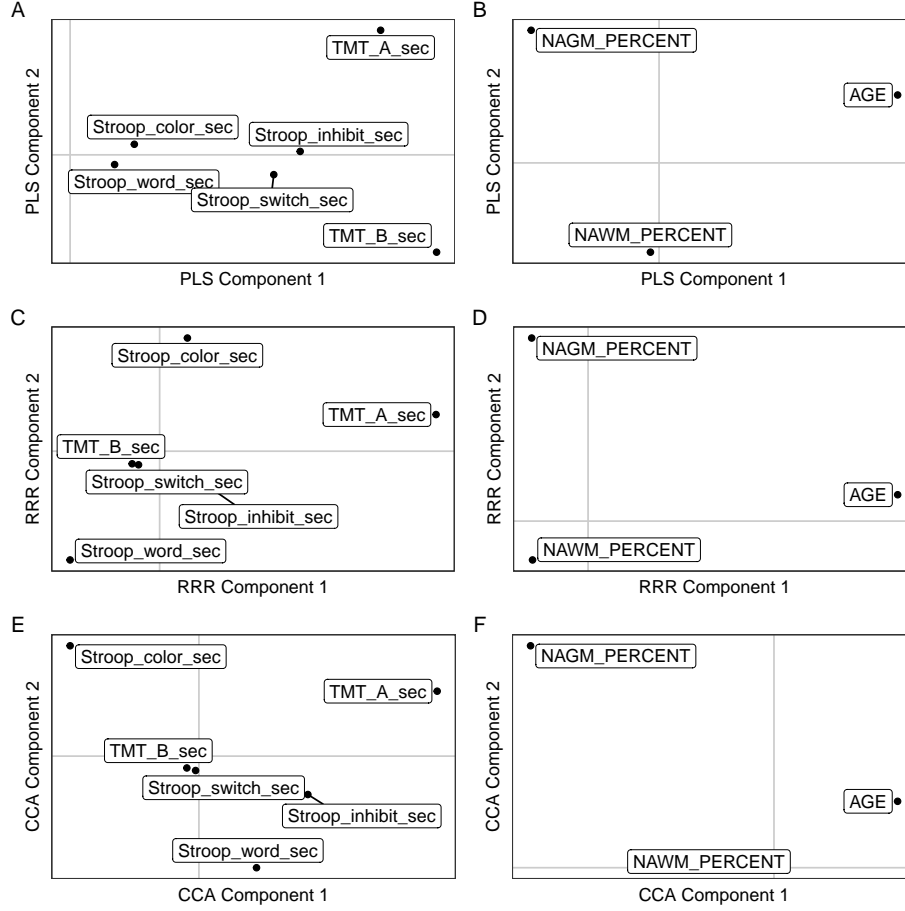 A
TMT_A_sec
Stroop_color_sec
Stroop_inhibit_sec
Stroop_word_sec
Stroop_switch_sec
TMT_B_sec
PLS Component 2
PLS Component 1
B
NAGM_PERCENT
AGE
NAWM_PERCENT
PLS Component 2
PLS Component 1
C
Stroop_color_sec
TMT_A_sec
TMT_B_sec
Stroop_switch_sec
Stroop_inhibit_sec
Stroop_word_sec
RRR Component 2
RRR Component 1
D
NAGM_PERCENT
AGE
NAWM_PERCENT
RRR Component 2
RRR Component 1
E
Stroop_color_sec
TMT_A_sec
TMT_B_sec
Stroop_switch_sec
Stroop_inhibit_sec
Stroop_word_sec
CCA Component 2
CCA Component 1
F
NAGM_PERCENT
AGE
NAWM_PERCENT
CCA Component 2
CCA Component 1